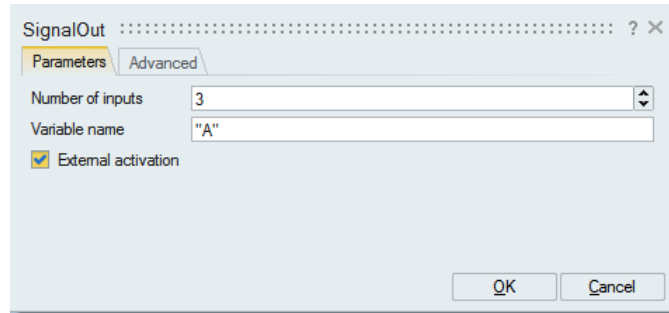 SignalOut ? ×
Parameters Advanced
Number of inputs 3
Variable name "A"
External activation
OK Cancel